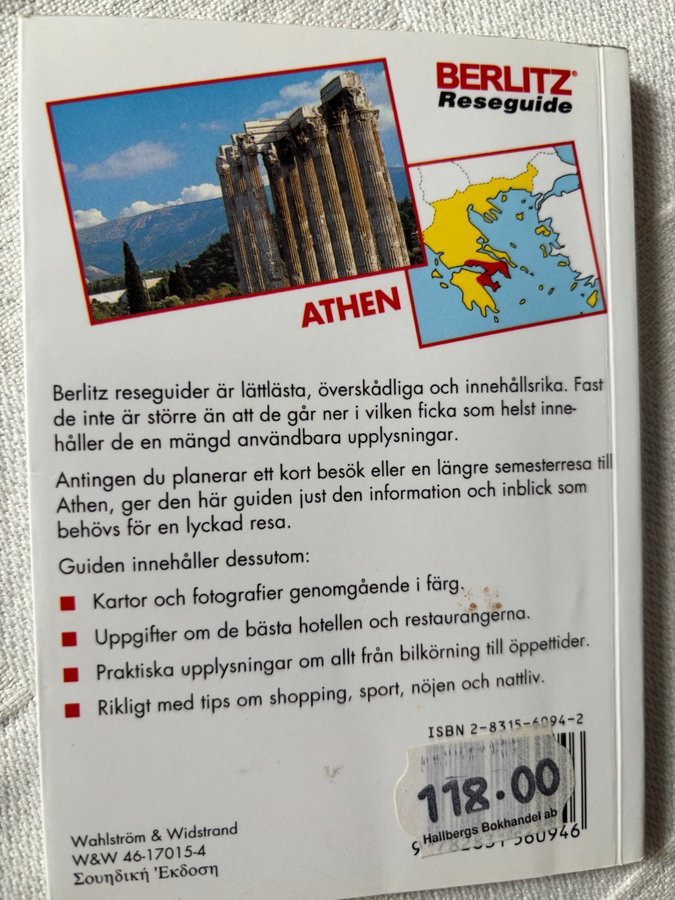 BERLITZ®
Reseguide
ATHEN
Berlitz reseguider är lättlästa, överskådliga och innehållsrika. Fast
de inte är större än att de går ner i vilken ficka som helst inne-
håller de en mängd användbara upplysningar.
Antingen du planerar ett kort besök eller en längre semesterresa till
Athen, ger den här guiden just den information och inblick som
behövs för en lyckad resa.
Guiden innehåller dessutom:
Kartor och fotografier genomgående i färg.
Uppgifter om de bästa hotellen och restaurangerna.
Praktiska upplysningar om allt från bilkörning till öppettider.
Rikligt med tips om shopping, sport, nöjen och nattliv.
ISBN 2-8315-6094-2
118.00
Hallbergs Bokhandel ab
560946
Wahlström & Widstrand
W&W 46-17015-4
Σουηδική Ἔκδοση